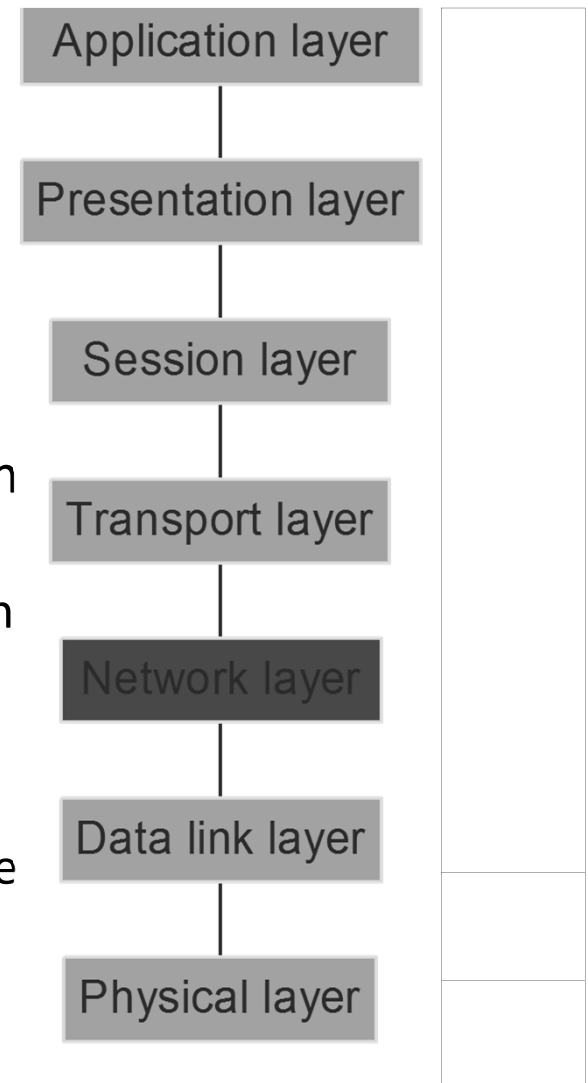 Application layer
Presentation layer
Session layer
n
Transport layer
n
Network layer
e
Data link layer
Physical layer